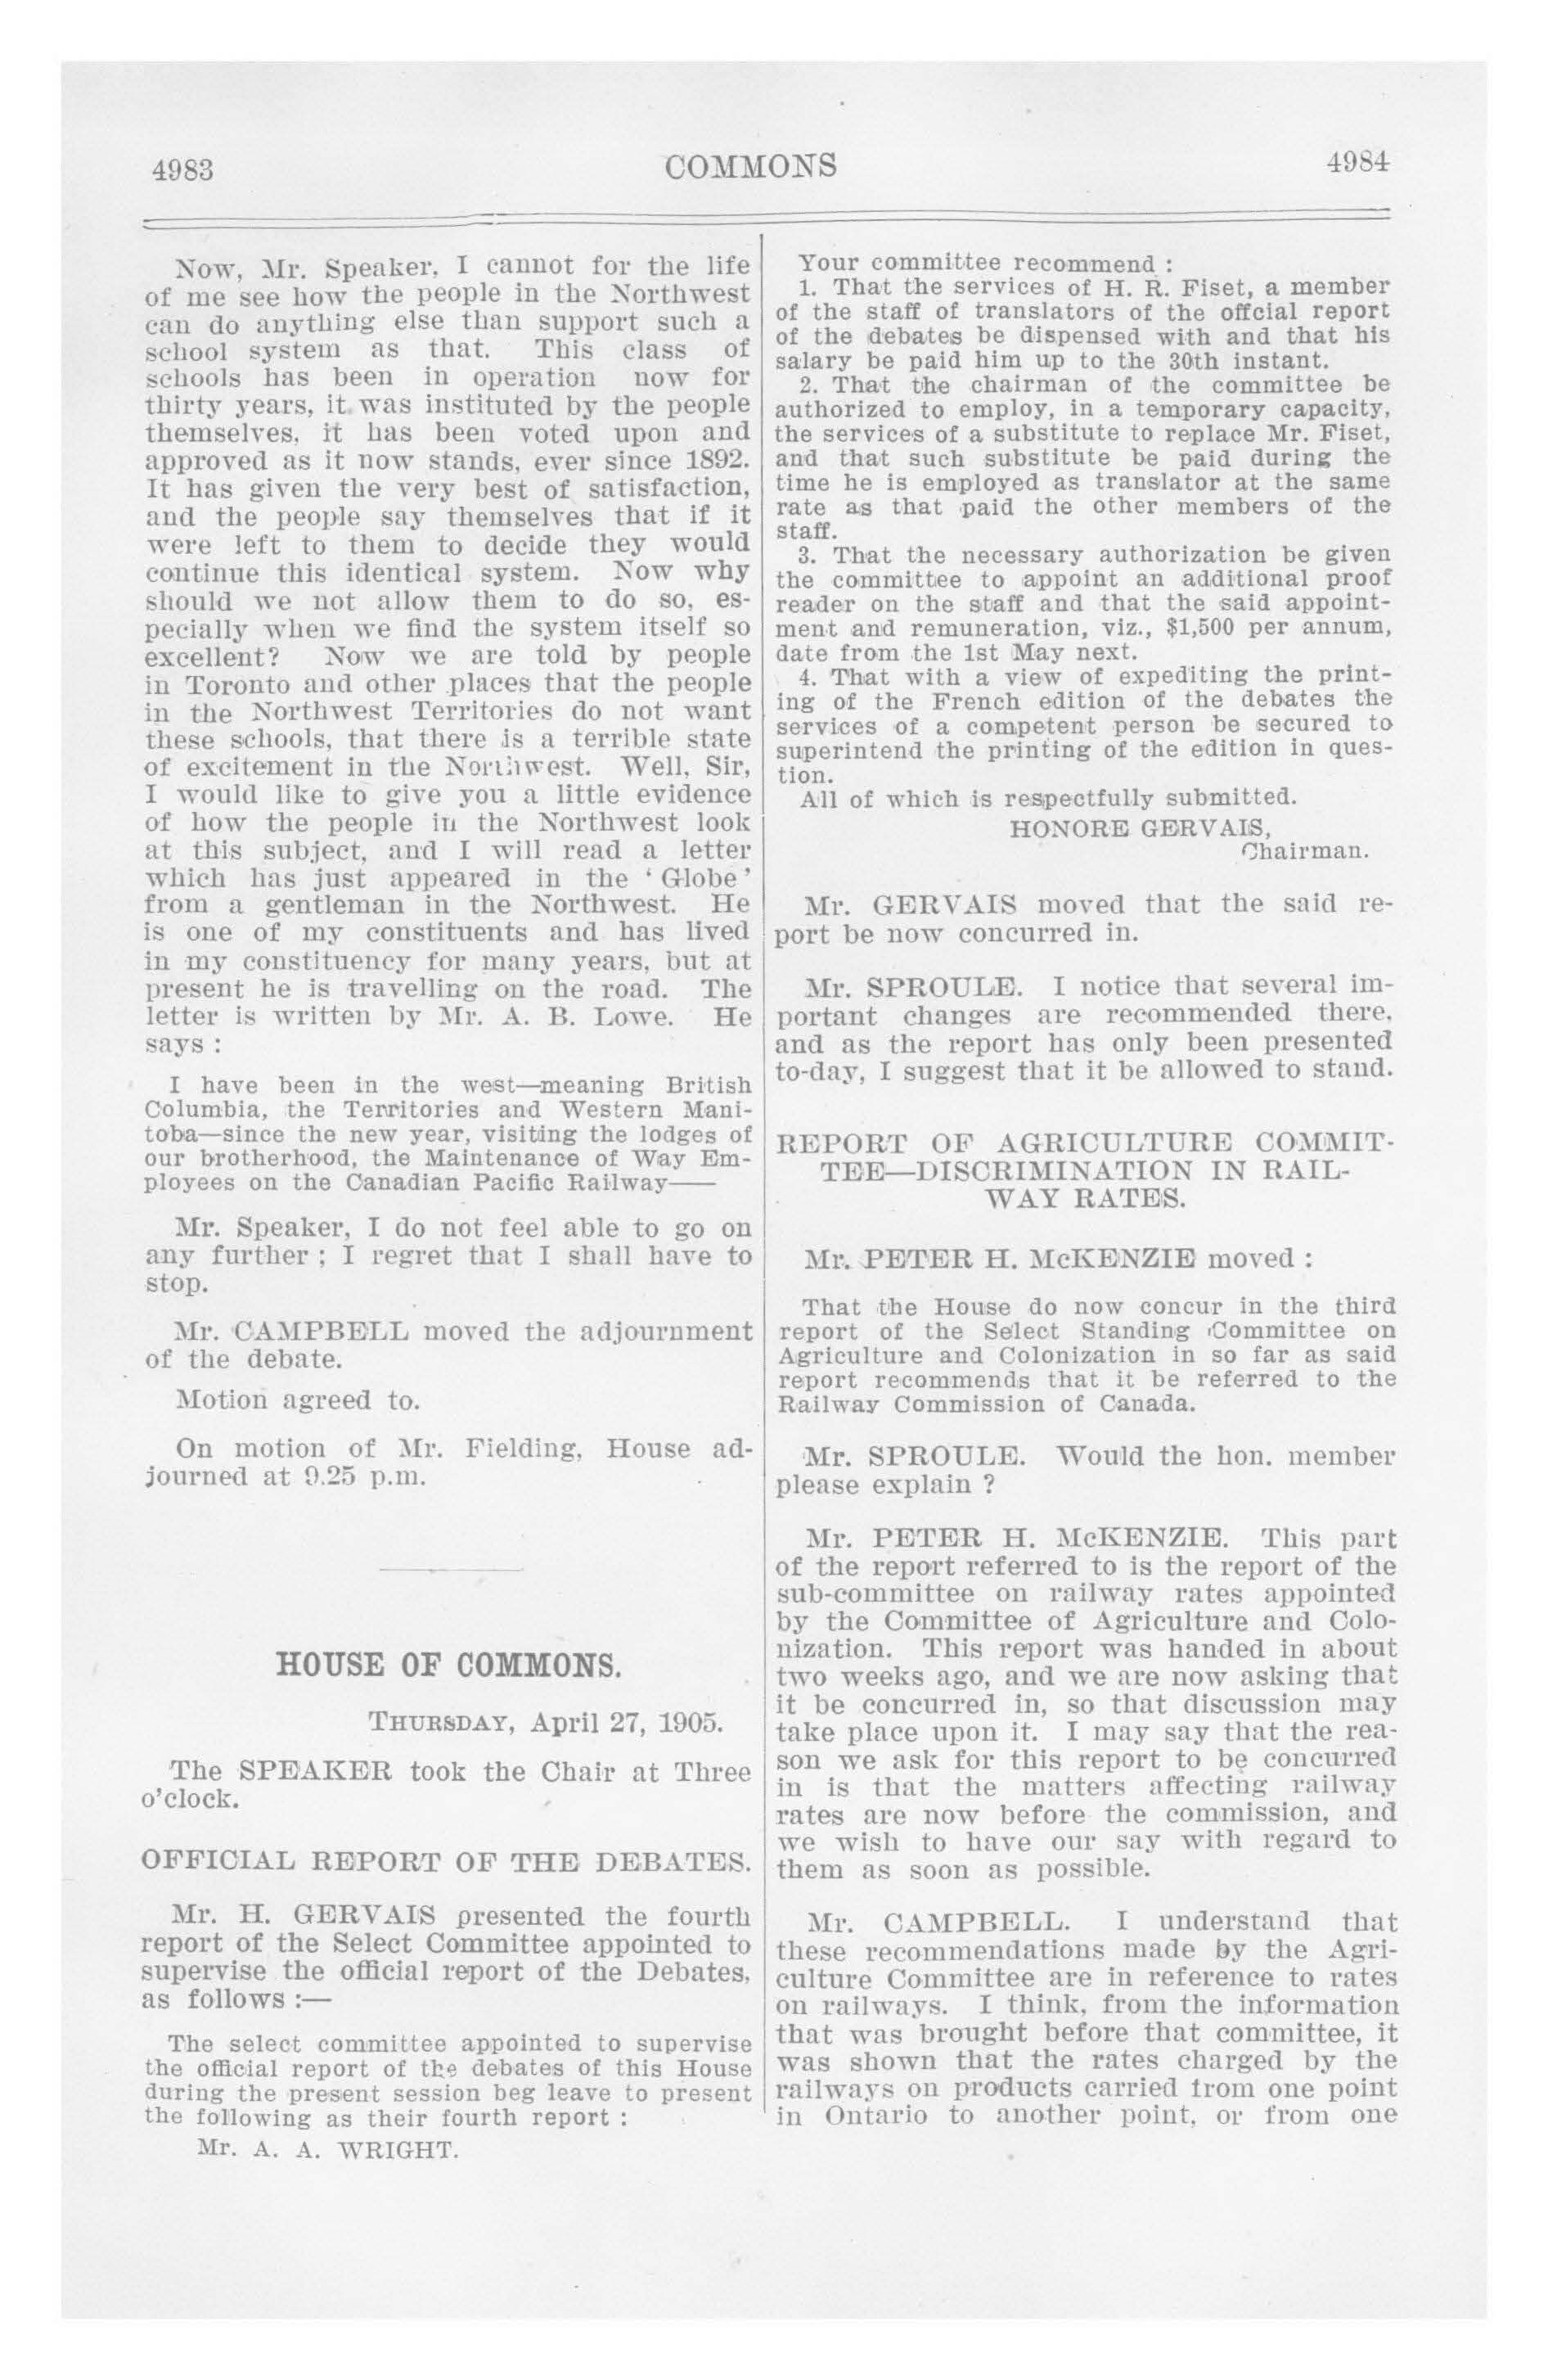 4983
COMMONS
4984
Now, Mr. Speaker, I cannot for the life
of me see how the people in the Northwest
can do anything else than support such a
school system as that. This class of
schools has been in operation now for
thirty years, it was instituted by the people
themselves, it has been voted upon and
approved as it now stands, ever since 1892.
It has given the very best of satisfaction,
and the people say themselves that if it
were left to them to decide they would
continue this identical system. Now why
should we not allow them to do so, es-
pecially when we find the system itself so
excellent? Now we are told by people
in Toronto and other places that the people
in the Northwest Territories do not want
these schools, that there is a terrible state
of excitement in the Northwest. Well, Sir,
I would like to give you a little evidence
of how the people in the Northwest look
at this subject, and I will read a letter
which has just appeared in the ‘ Globe ’
from a gentleman in the Northwest. He
is one of my constituents and has lived
in my constituency for many years, but at
present he is travelling on the road. The
letter is written by Mr. A. B. Lowe. He
says :
I have been in the west—meaning British
Columbia, the Territories and Western Mani-
toba—since the new year, visiting the lodges of
our brotherhood, the Maintenance of Way Em-
ployees on the Canadian Pacific Railway——
Mr. Speaker, I do not feel able to go on
any further ; I regret that I shall have to
stop.
Mr. CAMPBELL moved the adjournment
of the debate.
Motion agreed to.
On motion of Mr. Fielding, House ad-
journed at 9.25 p.m.
HOUSE OF COMMONS.
THURSDAY, April 27, 1905.
The SPEAKER took the Chair at Three
o’clock.
OFFICIAL REPORT OF THE DEBATES.
Mr. H. GERVAIS presented the fourth
report of the Select Committee appointed to
supervise the official report of the Debates,
as follows :—
The select committee appointed to supervise
the official report of the debates of this House
during the present session beg leave to present
the following as their fourth report :
Mr. A. A. WRIGHT.
Your committee recommend :
1. That the services of H. R. Fiset, a member
of the staff of translators of the offcial report
of the debates be dispensed with and that his
salary be paid him up to the 30th instant.
2. That the chairman of the committee be
authorized to employ, in a temporary capacity,
the services of a substitute to replace Mr. Fiset,
and that such substitute be paid during the
time he is employed as translator at the same
rate as that paid the other members of the
staff.
3. That the necessary authorization be given
the committee to appoint an additional proof
reader on the staff and that the said appoint-
ment and remuneration, viz., $1,500 per annum,
date from the 1st May next.
4. That with a view of expediting the print-
ing of the French edition of the debates the
services of a competent person be secured to
superintend the printing of the edition in ques-
tion.
All of which is respectfully submitted.
HONORE GERVAIS,
Chairman.
Mr. GERVAIS moved that the said re-
port be now concurred in.
Mr. SPROULE. I notice that several im-
portant changes are recommended there,
and as the report has only been presented
to-day, I suggest that it be allowed to stand.
REPORT OF AGRICULTURE COMMIT-
TEE—DISCRIMINATION IN RAIL-
WAY RATES.
Mr. PETER H. McKENZIE moved :
That the House do now concur in the third
report of the Select Standing Committee on
Agriculture and Colonization in so far as said
report recommends that it be referred to the
Railway Commission of Canada.
Mr. SPROULE. Would the hon. member
please explain ?
Mr. PETER H. McKENZIE. This part
of the report referred to is the report of the
sub-committee on railway rates appointed
by the Committee of Agriculture and Colo-
nization. This report was handed in about
two weeks ago, and we are now asking that
it be concurred in, so that discussion may
take place upon it. I may say that the rea-
son we ask for this report to be concurred
in is that the matters affecting railway
rates are now before the commission, and
we wish to have our say with regard to
them as soon as possible.
Mr. CAMPBELL. I understand that
these recommendations made by the Agri-
culture Committee are in reference to rates
on railways. I think, from the information
that was brought before that committee, it
was shown that the rates charged by the
railways on products carried from one point
in Ontario to another point, or from one